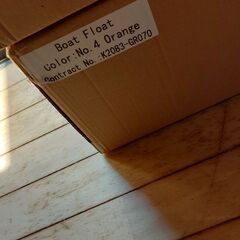 Boat Float
Color:No.4 Orange
Contract No.:K2083-GR070